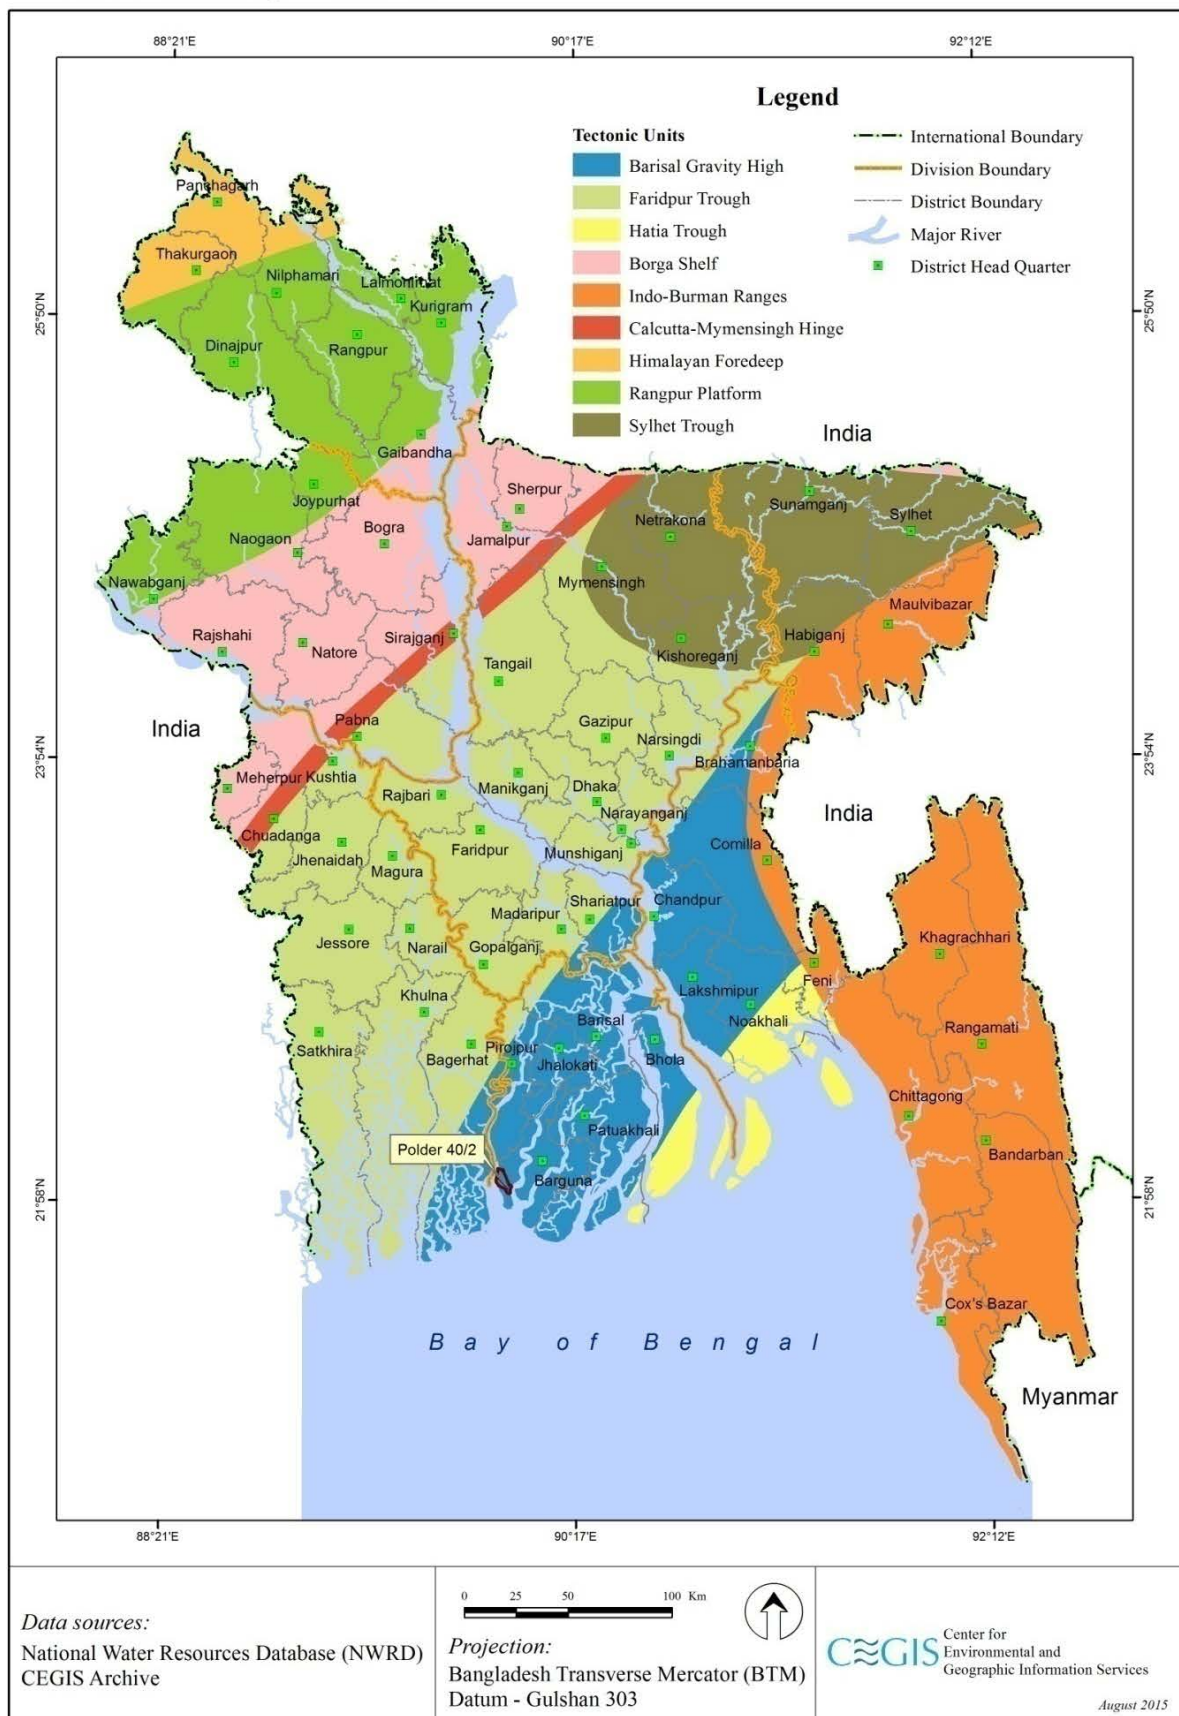 88°21'E
90°17'E
92°12'E
Legend
Tectonic Units
Barisal Gravity High
Faridpur Trough
Hatia Trough
Borga Shelf
Indo-Burman Ranges
Calcutta-Mymensingh Hinge
Himalayan Foredeep
Rangpur Platform
Sylhet Trough
International Boundary
Division Boundary
District Boundary
Major River
District Head Quarter
25°50'N
25°50'N
23°54'N
23°54'N
21°58'N
21°58'N
Panchagarh
Thakurgaon
Nilphamari
Lalmonirhat
Kurigram
Dinajpur
Rangpur
Gaibandha
India
Joypurhat
Sherpur
Sunamganj
Bogra
Netrakona
Sylhet
Naogaon
Jamalpur
Nawabganj
Mymensingh
Maulvibazar
Rajshahi
Natore
Sirajganj
Kishoreganj
Habiganj
Tangail
India
Pabna
Gazipur
Narsingdi
Brahamanbaria
Meherpur
Kushtia
Rajbari
Manikganj
Dhaka
Narayanganj
India
Chuadanga
Jhenaidah
Magura
Faridpur
Munshiganj
Comilla
Jessore
Narail
Madaripur
Shariatpur
Chandpur
Gopalganj
Khagrachhari
Khulna
Lakshmipur
Feni
Noakhali
Satkhira
Bagerhat
Pirojpur
Barisal
Jhalokati
Bhola
Rangamati
Chittagong
Patuakhali
Polder 40/2
Barguna
Bandarban
Cox's Bazar
Bay of Bengal
Myanmar
88°21'E
90°17'E
92°12'E
Data sources:
National Water Resources Database (NWRD)
CEGIS Archive
0 25 50 100 Km
Projection:
Bangladesh Transverse Mercator (BTM)
Datum - Gulshan 303
CEGIS
Center for
Environmental and
Geographic Information Services
August 2015